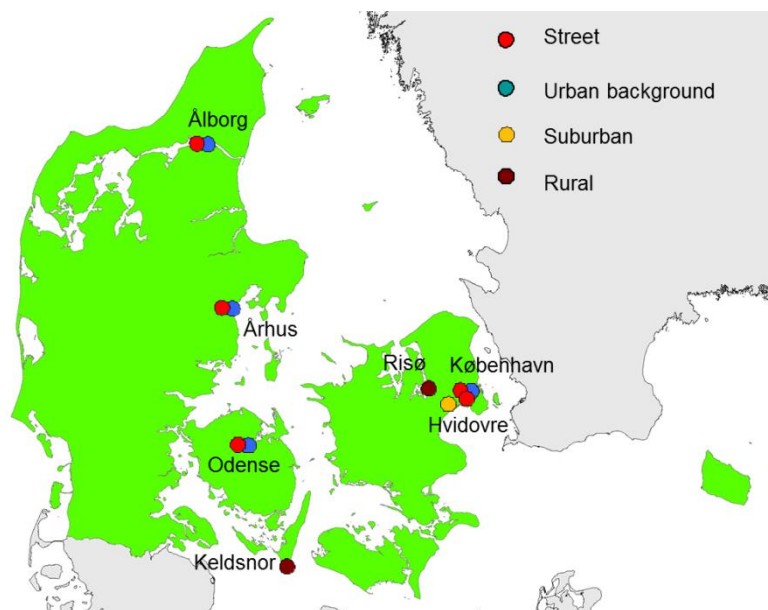 Street
Urban background
Suburban
Rural
Ålborg
Århus
Risø
København
Hvidovre
Odense
Keldsnor